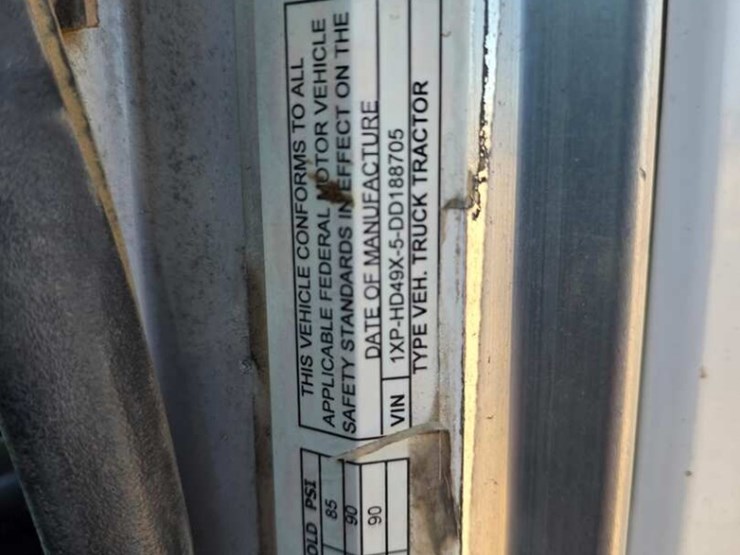 THIS VEHICLE CONFORMS TO ALL
APPLICABLE FEDERAL MOTOR VEHICLE
SAFETY STANDARDS IN EFFECT ON THE
DATE OF MANUFACTURE
VIN 1XP-HD49X-5-DD188705
TYPE VEH. TRUCK TRACTOR
OLD PSI
85
90
90